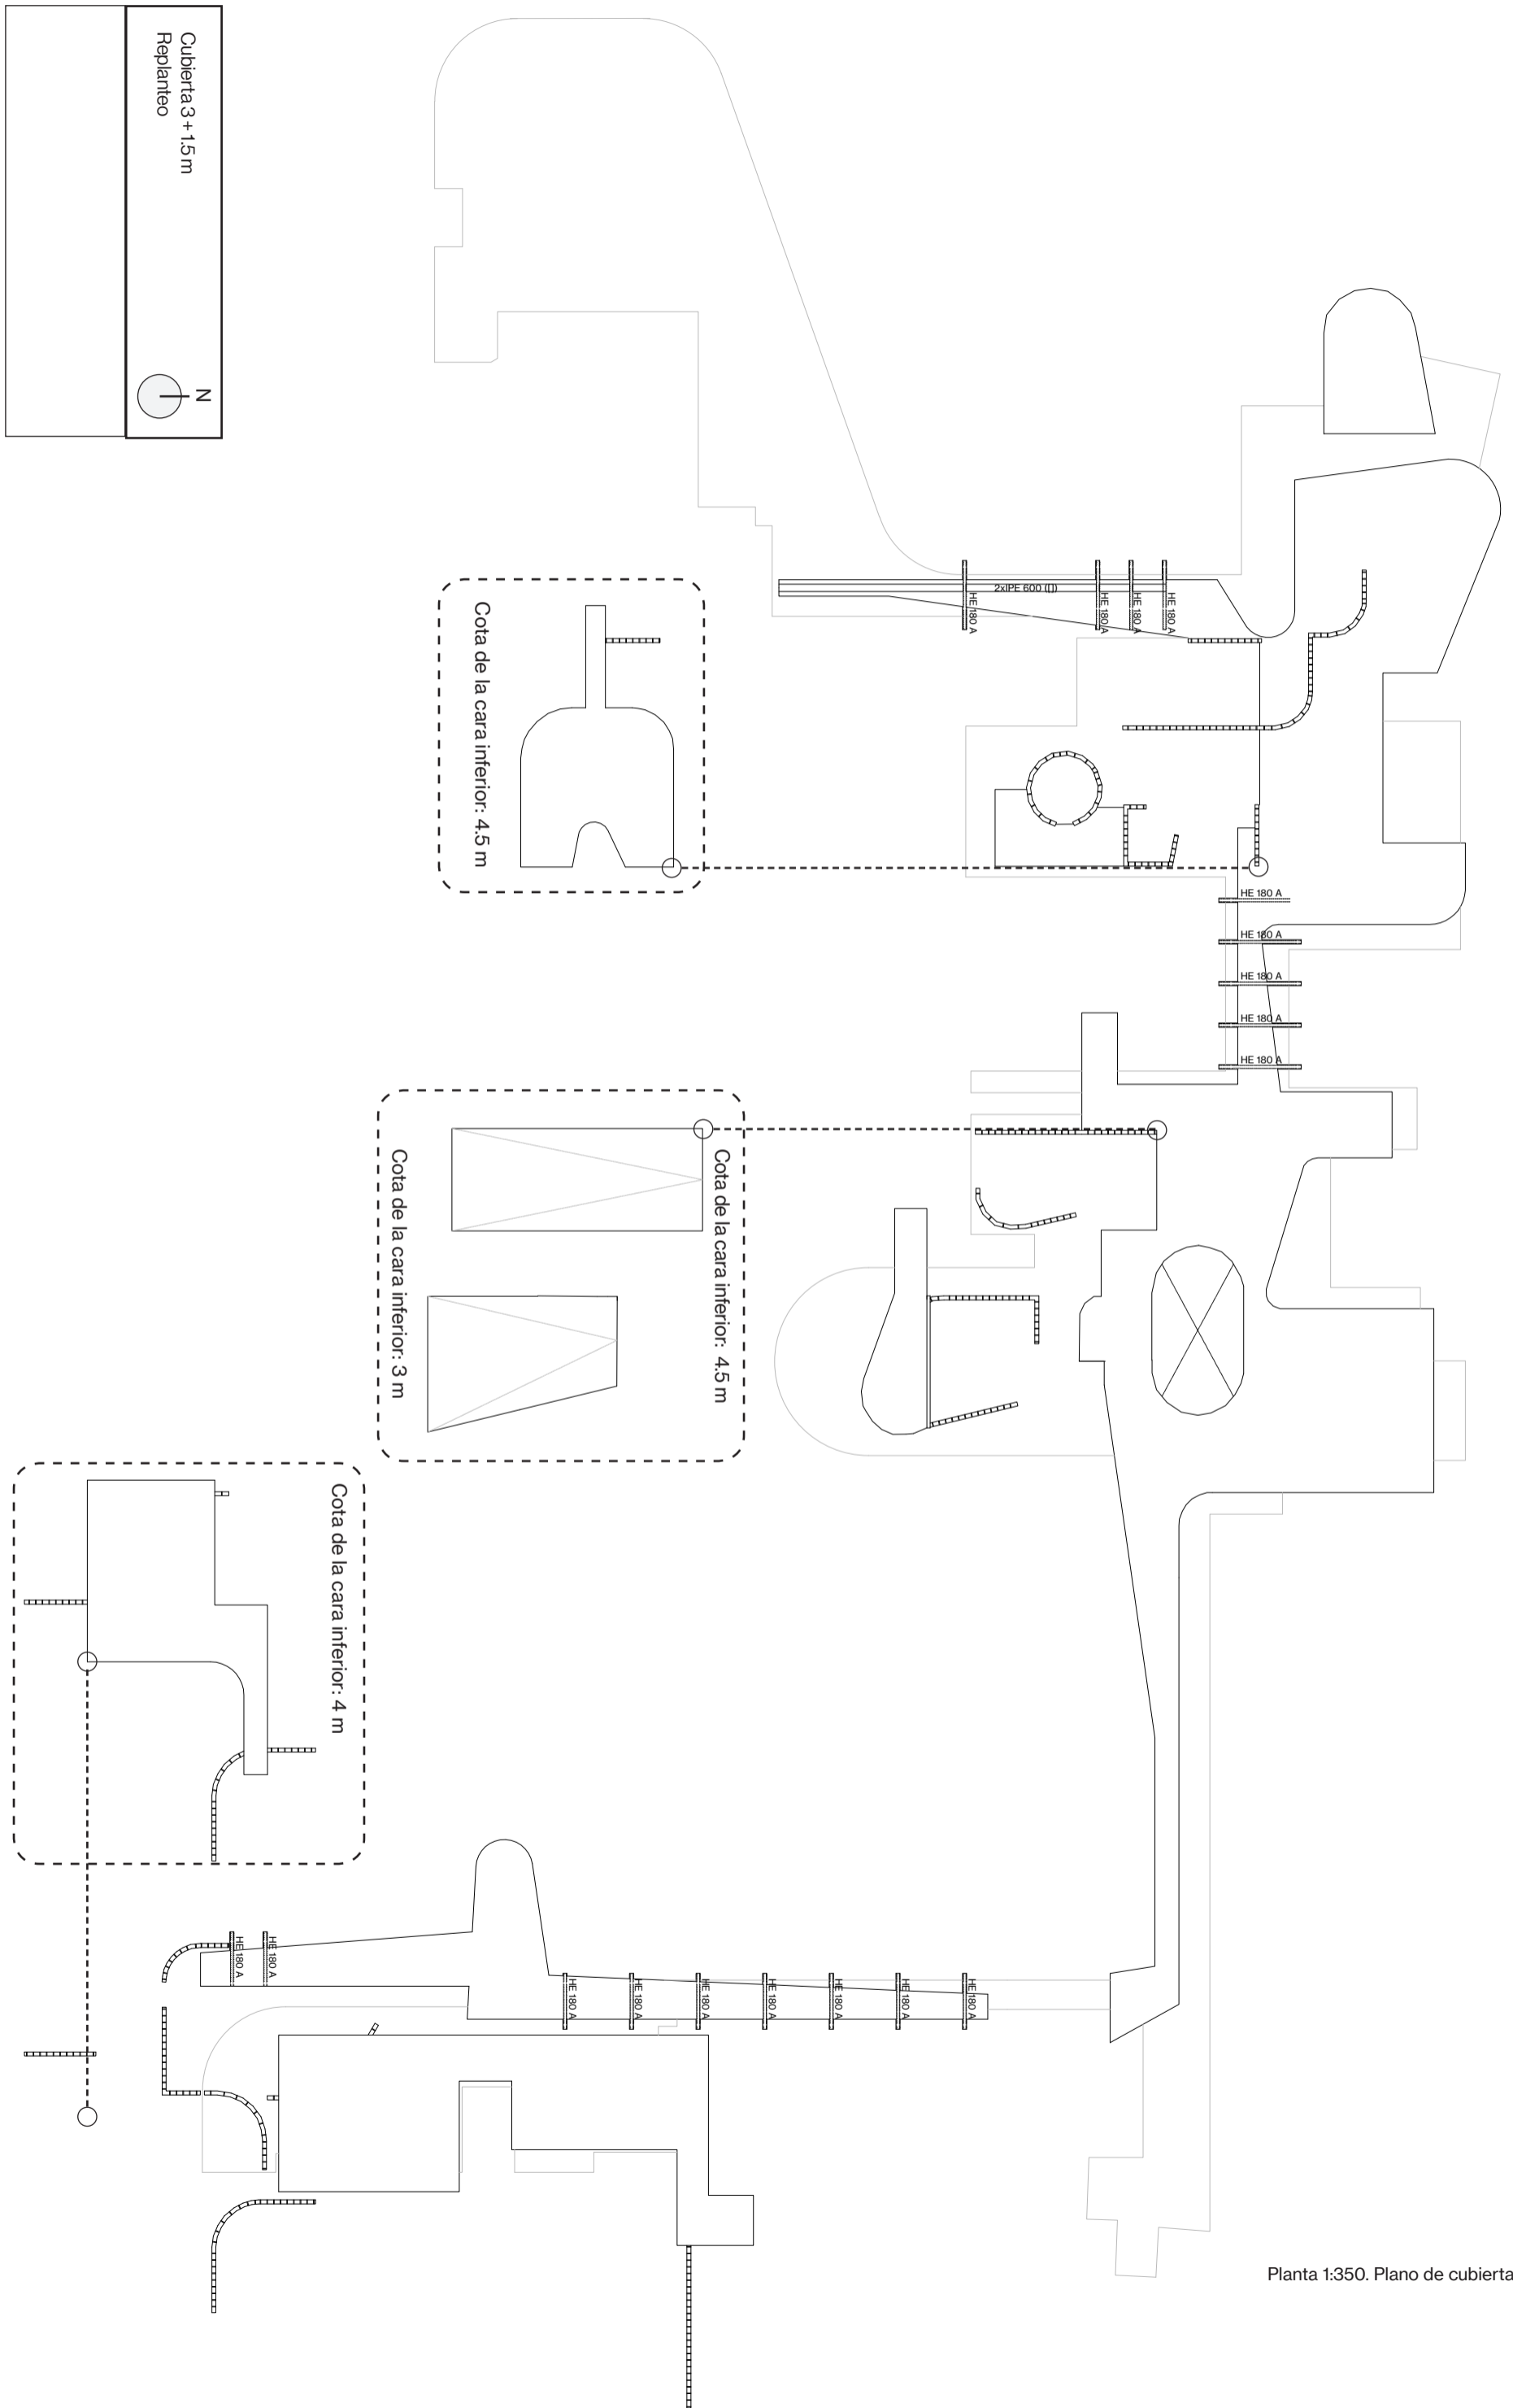 Cubierta 3 + 1.5 m
Replanteo
N
2xIPE 600 ([])
HE 180 A
HE 180 A
HE 180 A
HE 180 A
Cota de la cara inferior: 4.5 m
HE 180 A
HE 180 A
HE 180 A
HE 180 A
HE 180 A
Cota de la cara inferior: 4.5 m
Cota de la cara inferior: 3 m
Cota de la cara inferior: 4 m
HE 180 A
HE 180 A
HE 180 A
HE 180 A
HE 180 A
HE 180 A
HE 180 A
HE 180 A
HE 180 A
Planta 1:350. Plano de cubierta